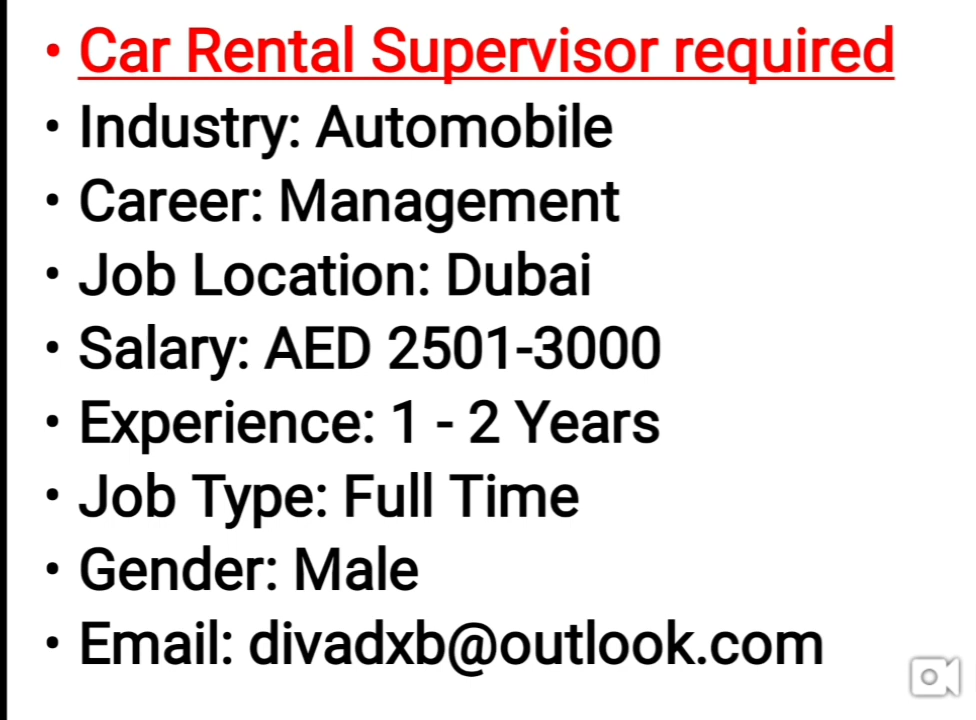 • Car Rental Supervisor required
• Industry: Automobile
• Career: Management
• Job Location: Dubai
• Salary: AED 2501-3000
• Experience: 1 - 2 Years
• Job Type: Full Time
• Gender: Male
• Email: divadxb@outlook.com